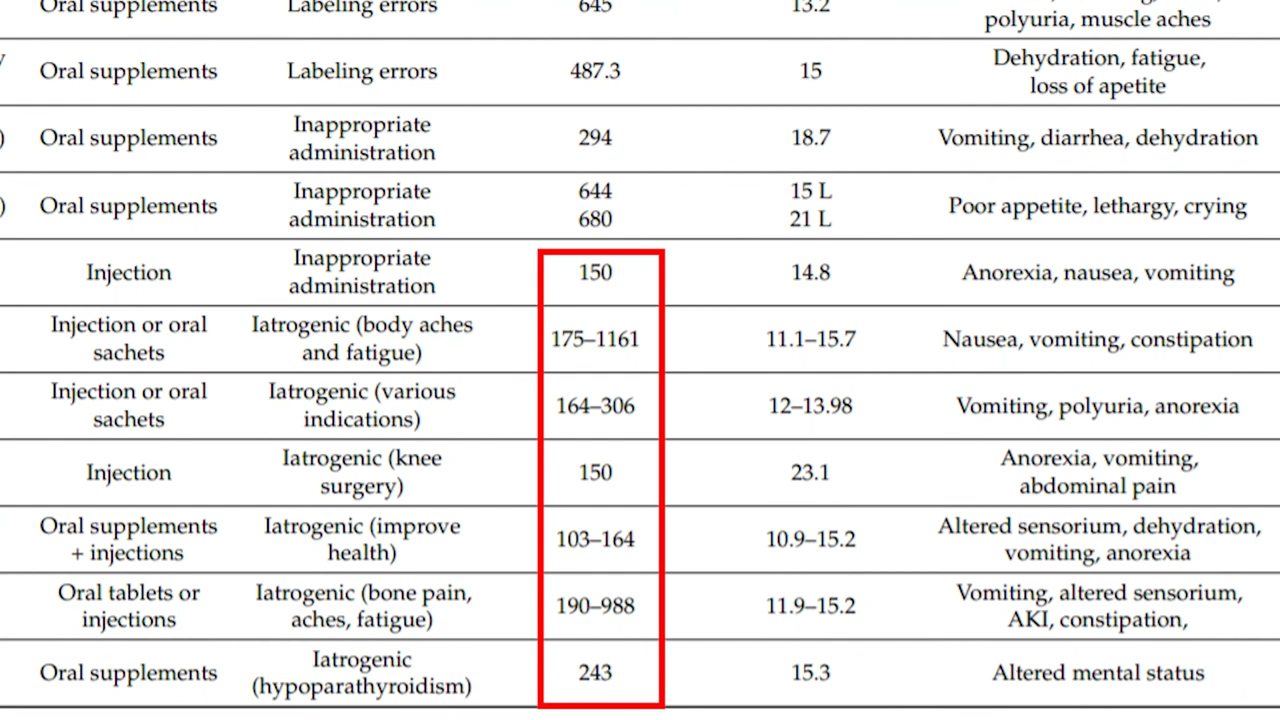 Oral supplements Labeling errors 645 13.2
polyuria, muscle aches
Oral supplements Labeling errors 487.3 15 Dehydration, fatigue,
loss of apetite
) Oral supplements Inappropriate
administration 294 18.7 Vomiting, diarrhea, dehydration
) Oral supplements Inappropriate
administration 644 15 L
680 21 L Poor appetite, lethargy, crying
Injection Inappropriate
administration 150 14.8 Anorexia, nausea, vomiting
Injection or oral
sachets Iatrogenic (body aches
and fatigue) 175–1161 11.1–15.7 Nausea, vomiting, constipation
Injection or oral
sachets Iatrogenic (various
indications) 164–306 12–13.98 Vomiting, polyuria, anorexia
Injection Iatrogenic (knee
surgery) 150 23.1 Anorexia, vomiting,
abdominal pain
Oral supplements
+ injections Iatrogenic (improve
health) 103–164 10.9–15.2 Altered sensorium, dehydration,
vomiting, anorexia
Oral tablets or
injections Iatrogenic (bone pain,
aches, fatigue) 190–988 11.9–15.2 Vomiting, altered sensorium,
AKI, constipation,
Oral supplements Iatrogenic
(hypoparathyroidism) 243 15.3 Altered mental status